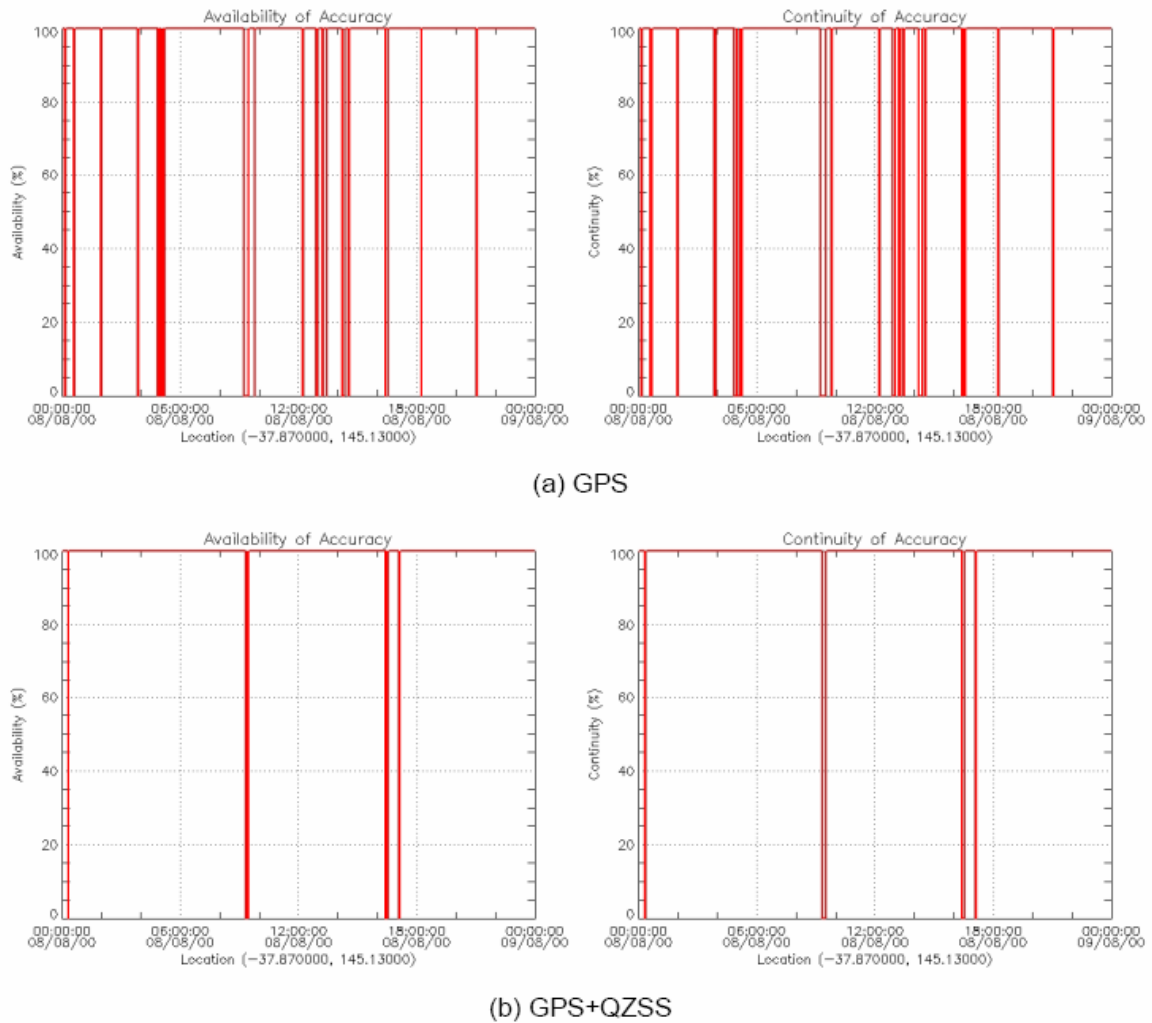 Availability of Accuracy
100
80
60
40
20
0
Availability (%)
00:00:00 06:00:00 12:00:00 18:00:00 00:00:00
08/08/00 08/08/00 08/08/00 08/08/00 09/08/00
Location (−37.870000, 145.13000)
Continuity of Accuracy
100
80
60
40
20
0
Continuity (%)
00:00:00 06:00:00 12:00:00 18:00:00 00:00:00
08/08/00 08/08/00 08/08/00 08/08/00 09/08/00
Location (−37.870000, 145.13000)
(a) GPS
Availability of Accuracy
100
80
60
40
20
0
Availability (%)
00:00:00 06:00:00 12:00:00 18:00:00 00:00:00
08/08/00 08/08/00 08/08/00 08/08/00 09/08/00
Location (−37.870000, 145.13000)
Continuity of Accuracy
100
80
60
40
20
0
Continuity (%)
00:00:00 06:00:00 12:00:00 18:00:00 00:00:00
08/08/00 08/08/00 08/08/00 08/08/00 09/08/00
Location (−37.870000, 145.13000)
(b) GPS+QZSS